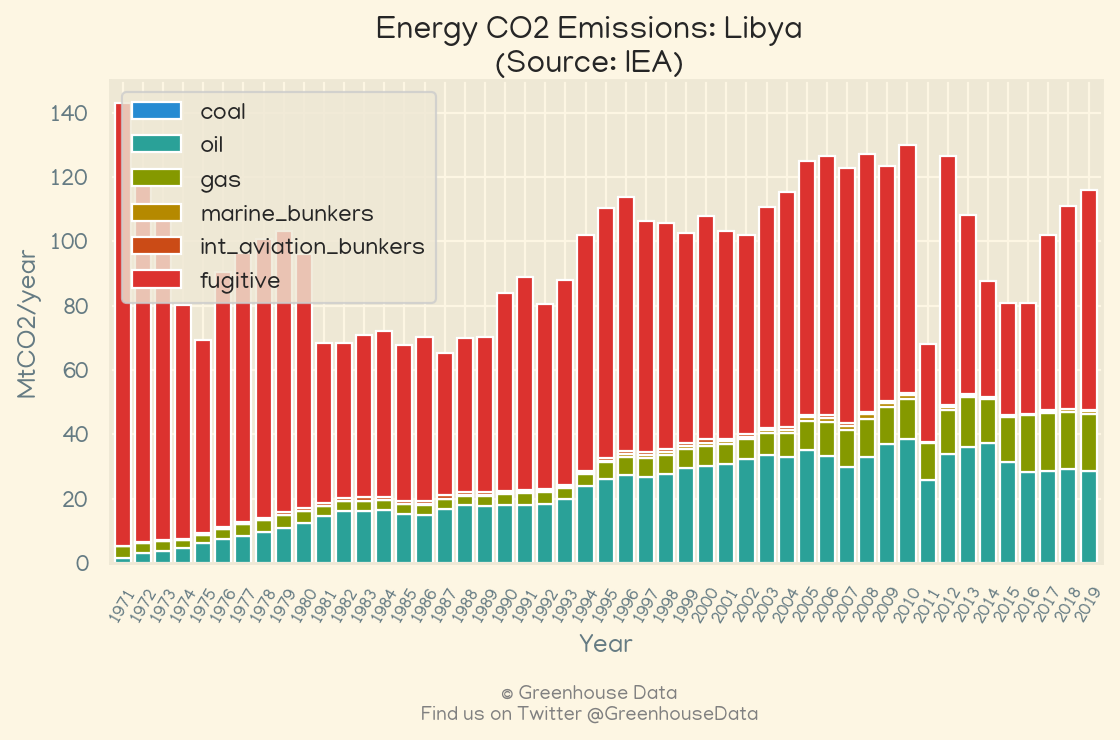 Energy CO2 Emissions: Libya
(Source: IEA)
coal
oil
gas
marine_bunkers
int_aviation_bunkers
fugitive
MtCO2/year
140
120
100
80
60
40
20
0
1971 1972 1973 1974 1975 1976 1977 1978 1979 1980 1981 1982 1983 1984 1985 1986 1987 1988 1989 1990 1991 1992 1993 1994 1995 1996 1997 1998 1999 2000 2001 2002 2003 2004 2005 2006 2007 2008 2009 2010 2011 2012 2013 2014 2015 2016 2017 2018 2019
Year
© Greenhouse Data
Find us on Twitter @GreenhouseData